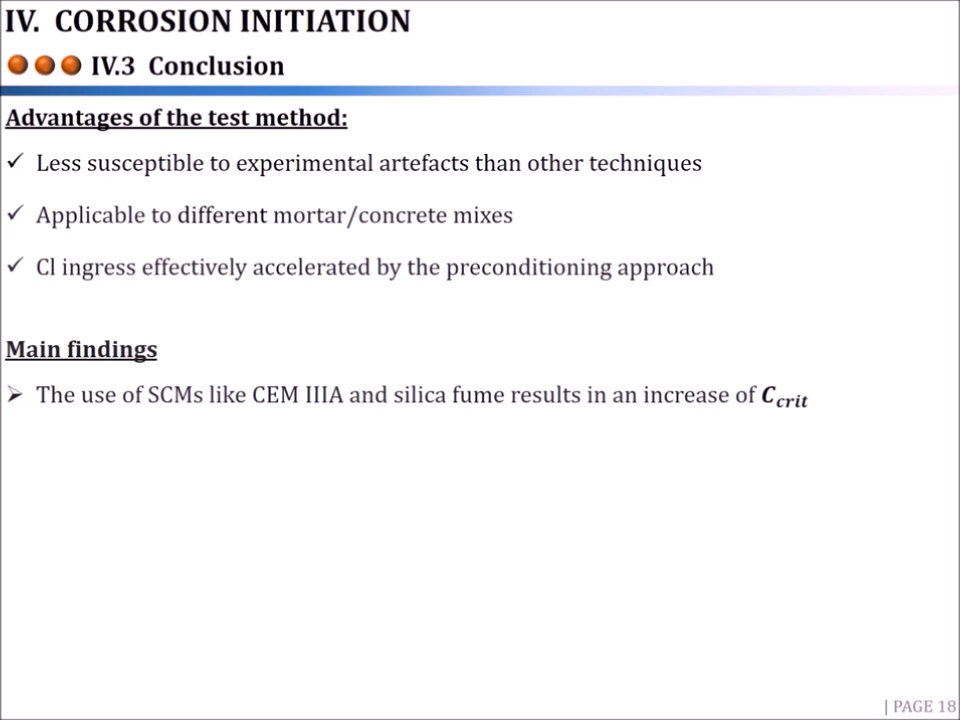 IV. CORROSION INITIATION
IV.3 Conclusion
Advantages of the test method:
✓ Less susceptible to experimental artefacts than other techniques
✓ Applicable to different mortar/concrete mixes
✓ Cl ingress effectively accelerated by the preconditioning approach
Main findings
➢ The use of SCMs like CEM IIIA and silica fume results in an increase of C_crit
| PAGE 18